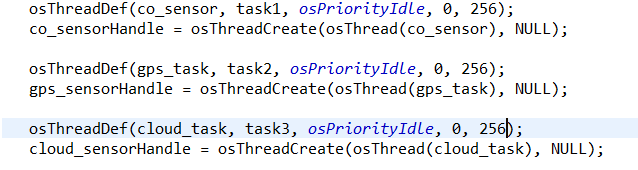 osThreadDef(co_sensor, task1, osPriorityIdle, 0, 256);
co_sensorHandle = osThreadCreate(osThread(co_sensor), NULL);
osThreadDef(gps_task, task2, osPriorityIdle, 0, 256);
gps_sensorHandle = osThreadCreate(osThread(gps_task), NULL);
osThreadDef(cloud_task, task3, osPriorityIdle, 0, 256);
cloud_sensorHandle = osThreadCreate(osThread(cloud_task), NULL);